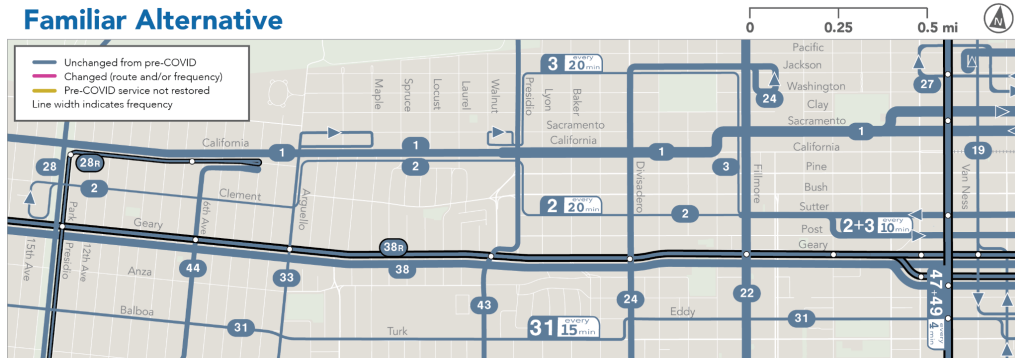 Familiar Alternative
0 0.25 0.5 mi
N
Unchanged from pre-COVID
Changed (route and/or frequency)
Pre-COVID service not restored
Line width indicates frequency
Pacific
Jackson
Washington
Clay
Sacramento
California
Pine
Bush
Sutter
Post
Geary
Maple
Spruce
Locust
Laurel
Walnut
Presidio
Lyon
Baker
Sacramento
California
3 every 20 min
24
27
California
1
1
1
1
2
28
28R
2
Clement
Arguello
6th Ave
Park
Presidio
12th Ave
15th Ave
Geary
Divisadero
Fillmore
Van Ness
3
19
2 every 20 min
2
2+3 every 10 min
38R
38
44
33
Anza
Balboa
43
24
22
47+49 every 4 min
31
Turk
31 every 15 min
Eddy
31